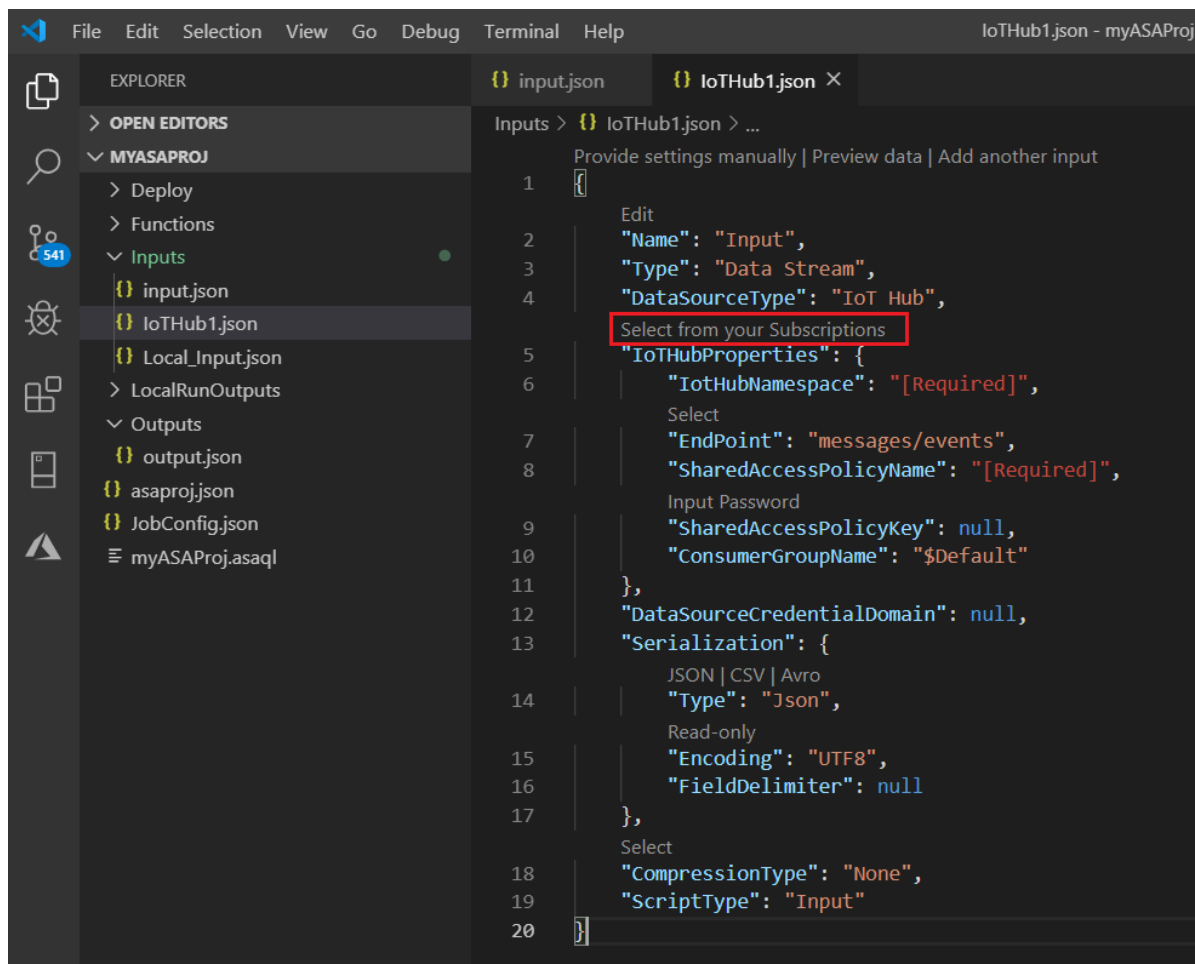 File Edit Selection View Go Debug Terminal Help IoTHub1.json - myASAProj
EXPLORER
OPEN EDITORS
MYASAPROJ
Deploy
Functions
Inputs
{} input.json
{} IoTHub1.json
{} Local_Input.json
LocalRunOutputs
Outputs
{} output.json
{} asaproj.json
{} JobConfig.json
myASAProj.asaql
541
{} input.json {} IoTHub1.json ×
Inputs > {} IoTHub1.json > ...
Provide settings manually | Preview data | Add another input
1 {
Edit
2 "Name": "Input",
3 "Type": "Data Stream",
4 "DataSourceType": "IoT Hub",
Select from your Subscriptions
5 "IoTHubProperties": {
6 "IotHubNamespace": "[Required]",
Select
7 "EndPoint": "messages/events",
8 "SharedAccessPolicyName": "[Required]",
Input Password
9 "SharedAccessPolicyKey": null,
10 "ConsumerGroupName": "$Default"
11 },
12 "DataSourceCredentialDomain": null,
13 "Serialization": {
JSON | CSV | Avro
14 "Type": "Json",
Read-only
15 "Encoding": "UTF8",
16 "FieldDelimiter": null
17 },
Select
18 "CompressionType": "None",
19 "ScriptType": "Input"
20 }